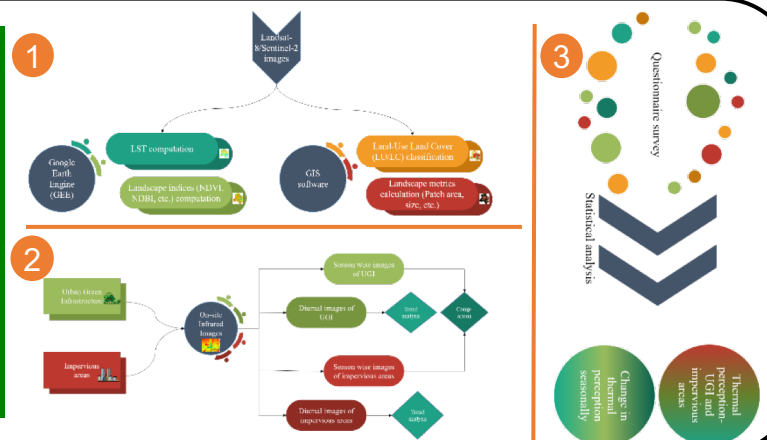 1
Landsat-
8/Sentinel-2
images
Google
Earth
Engine
(GEE)
LST computation
Landscape indices (NDVI,
NDBI, etc.) computation
GIS
software
Land-Use Land Cover
(LULC) classification
Landscape metrics
calculation (Patch area,
size, etc.)
2
Urban Green
Infrastructure
Impervious
areas
On-site
Infrared
Images
Season wise images
of UGI
Diurnal images of
UGI
Trend
analysis
Season wise images
of impervious areas
Diurnal images of
impervious areas
Trend
analysis
3
Questionnaire survey
Statistical analysis
Change in
thermal
perception
seasonally
Thermal
perception-
UGI and
impervious
areas